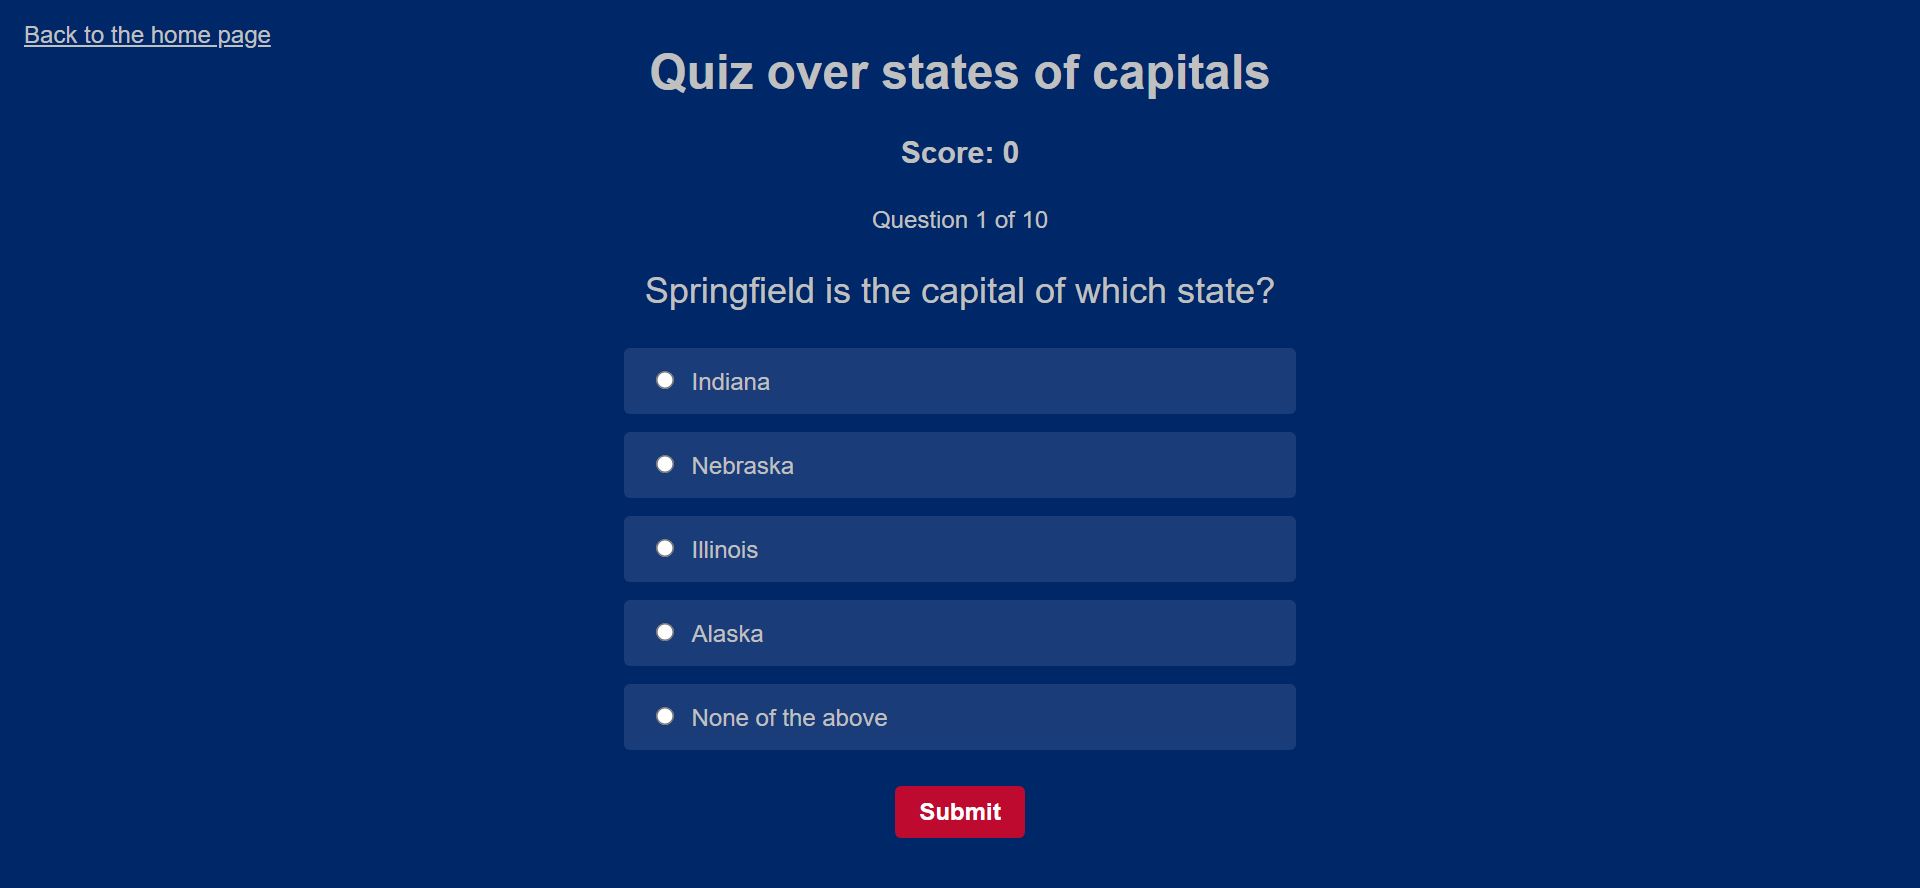 Back to the home page
Quiz over states of capitals
Score: 0
Question 1 of 10
Springfield is the capital of which state?
Indiana
Nebraska
Illinois
Alaska
None of the above
Submit